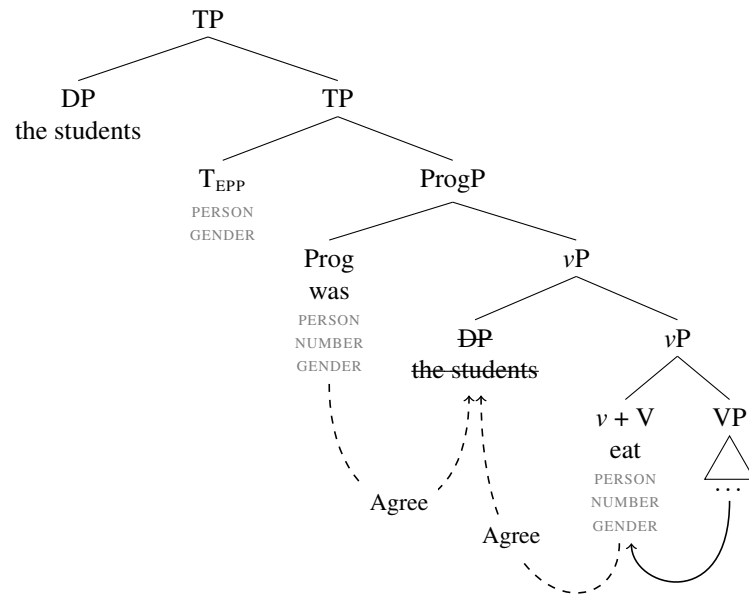 TP
DP
the students
TP
T_EPP
PERSON
GENDER
ProgP
Prog
was
PERSON
NUMBER
GENDER
vP
DP
the students
vP
v + V
eat
PERSON
NUMBER
GENDER
VP
...
Agree
Agree